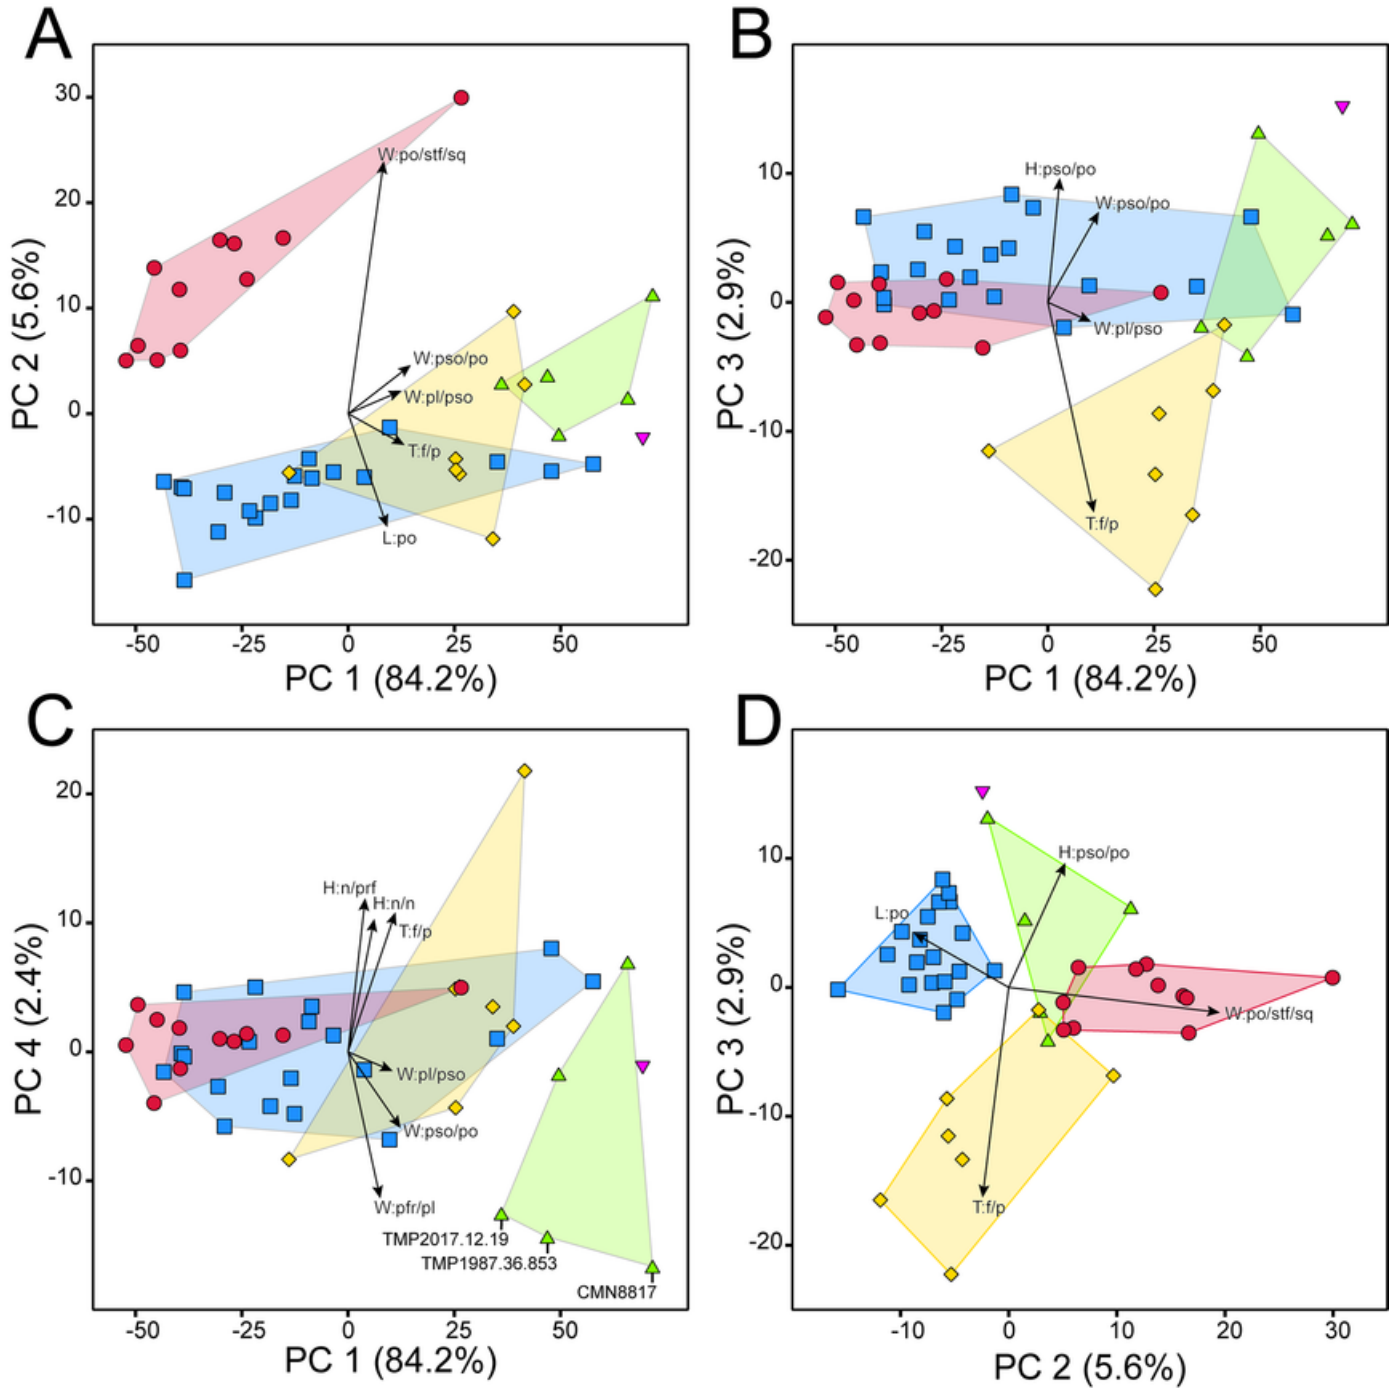 A
30
20
10
0
-10
PC 2 (5.6%)
W:po/stf/sq
W:pso/po
W:pl/pso
T:f/p
L:po
-50 -25 0 25 50
PC 1 (84.2%)
B
10
0
-10
-20
PC 3 (2.9%)
H:pso/po
W:pso/po
W:pl/pso
T:f/p
-50 -25 0 25 50
PC 1 (84.2%)
C
20
10
0
-10
PC 4 (2.4%)
H:n/prf
H:n/n
T:f/p
W:pl/pso
W:pso/po
W:pfr/pl
TMP2017.12.19
TMP1987.36.853
CMN8817
-50 -25 0 25 50
PC 1 (84.2%)
D
10
0
-10
-20
PC 3 (2.9%)
H:pso/po
L:po
W:po/stf/sq
T:f/p
-10 0 10 20 30
PC 2 (5.6%)